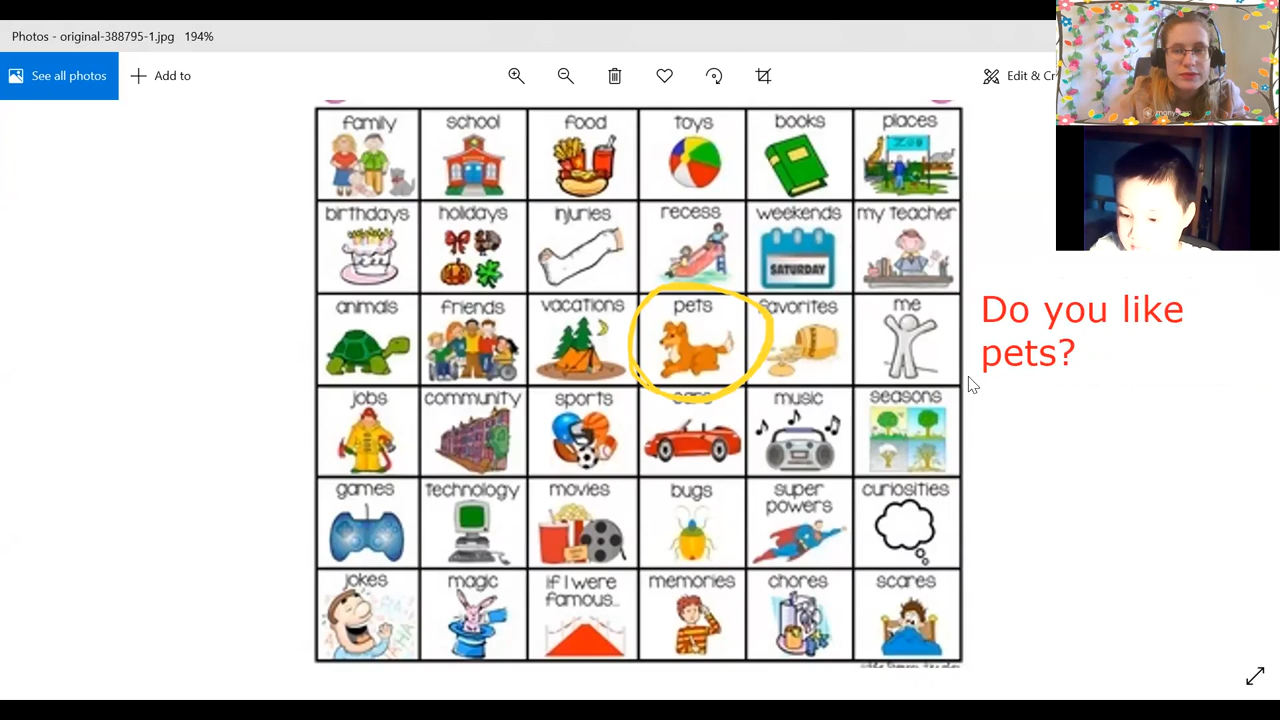 Photos - original-388795-1.jpg 194%
See all photos
Add to
Edit & Cr
family school food toys books places
ZOO
birthdays holidays injuries recess weekends my teacher
SATURDAY
animals friends vacations pets favorites me
Do you like
pets?
jobs community sports cars music seasons
games technology movies bugs super
powers curiosities
jokes magic if I were
famous... memories chores scares